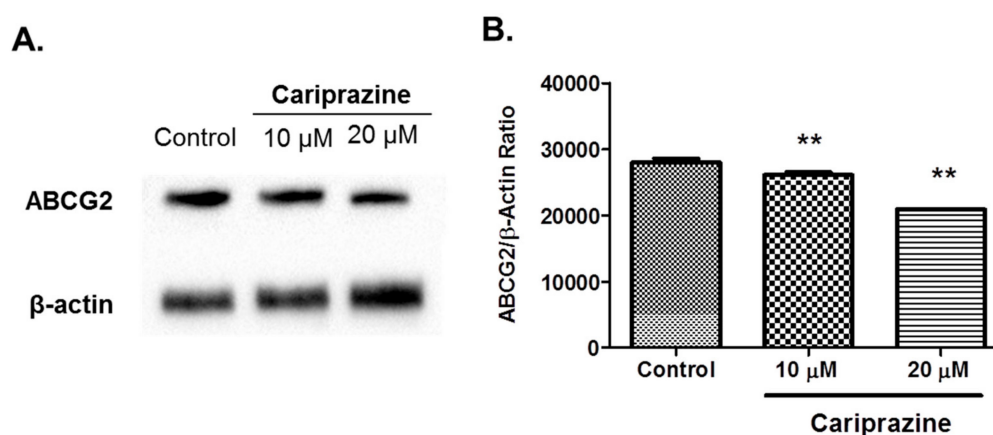 A.
Cariprazine
Control 10 µM 20 µM
ABCG2
β-actin
B.
ABCG2/β-Actin Ratio
40000
30000
20000
10000
0
**
**
Control 10 µM 20 µM
Cariprazine